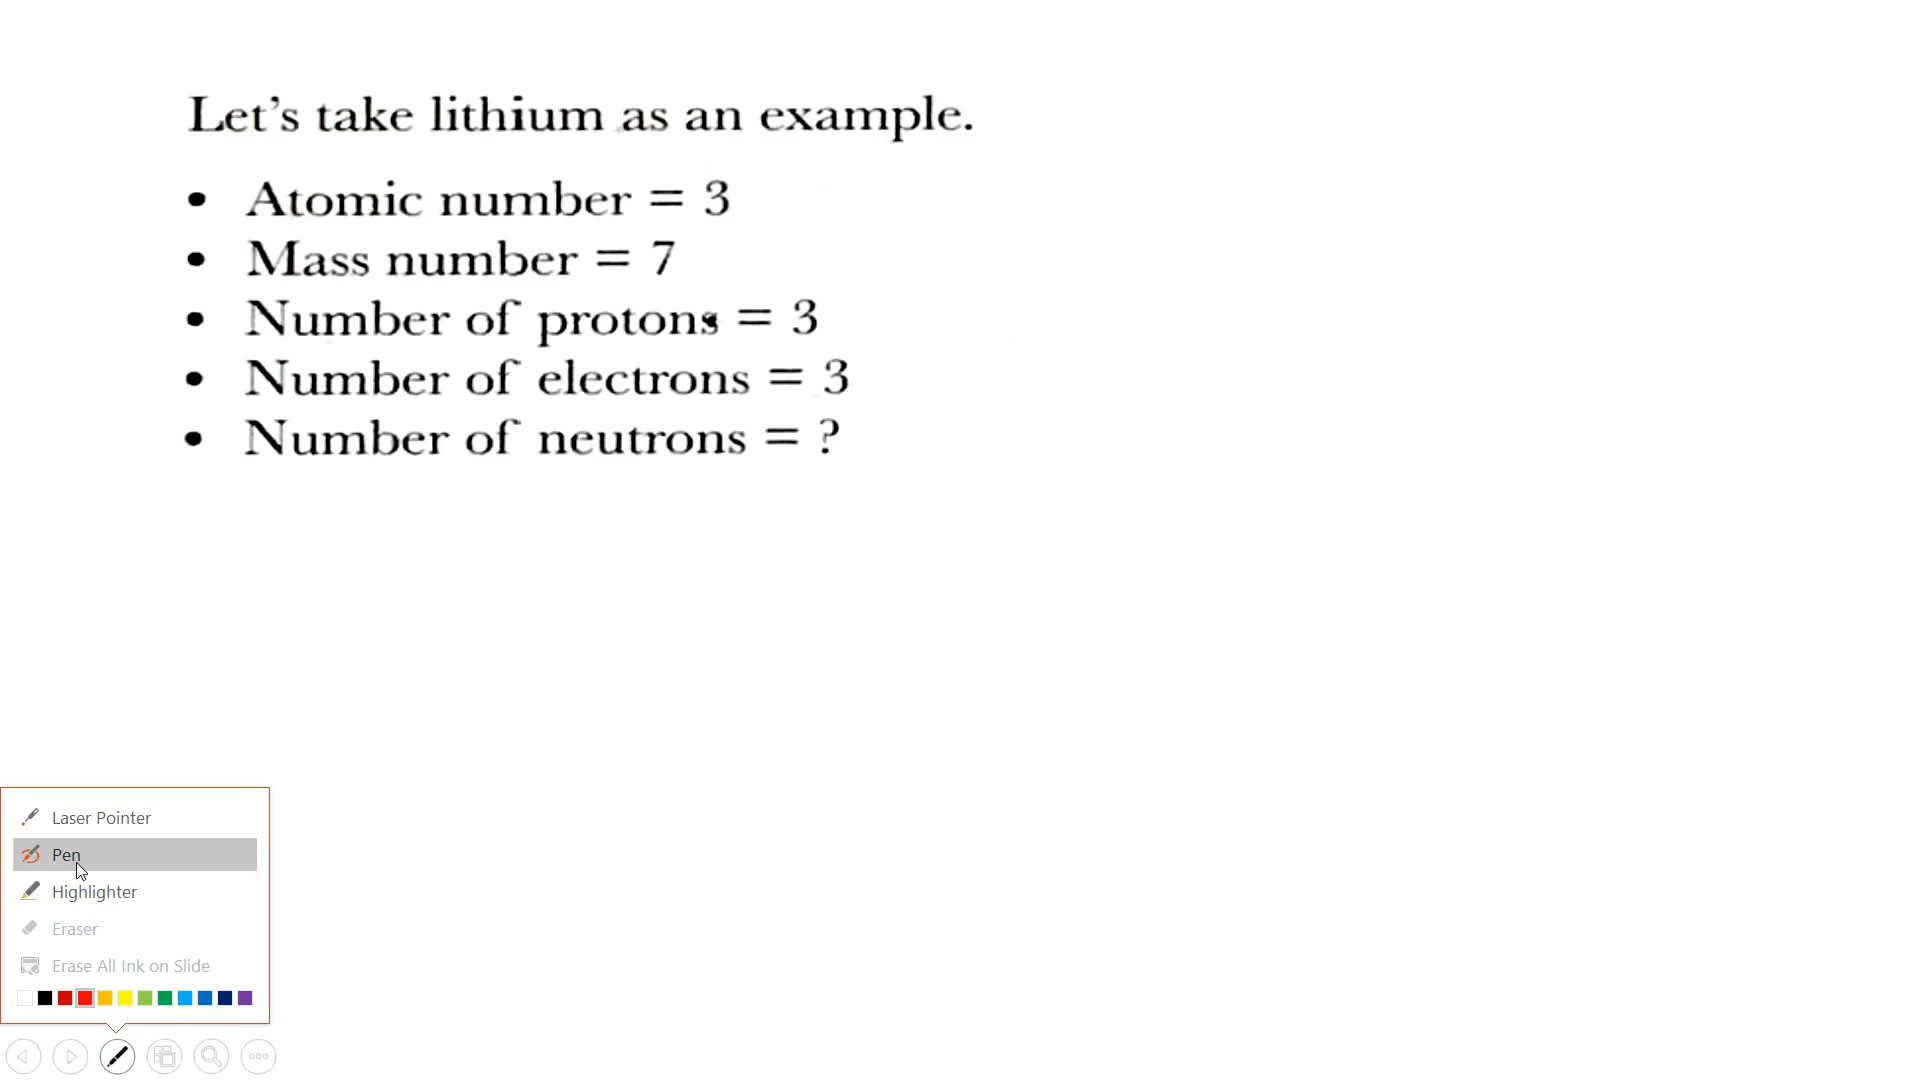 Let’s take lithium as an example.
• Atomic number = 3
• Mass number = 7
• Number of protons = 3
• Number of electrons = 3
• Number of neutrons = ?
Laser Pointer
Pen
Highlighter
Eraser
Erase All Ink on Slide